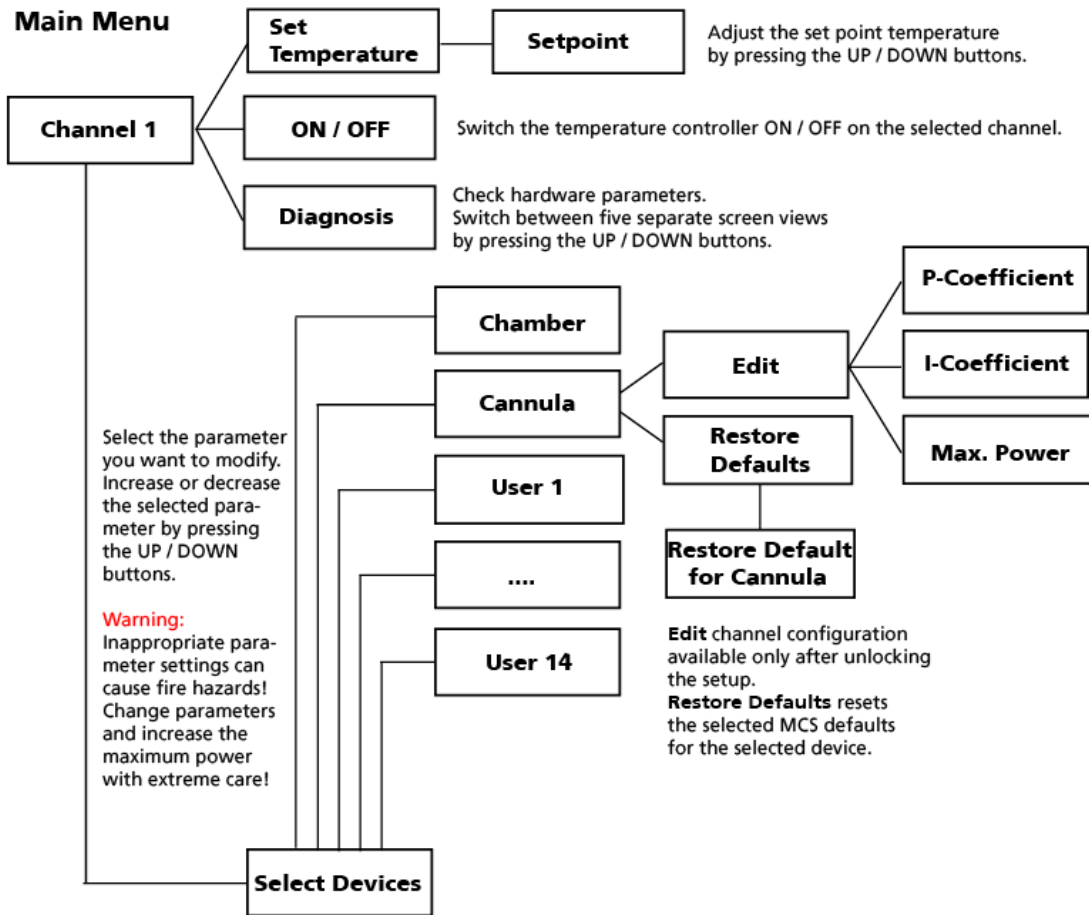 Main Menu
Set
Temperature
Setpoint
Adjust the set point temperature
by pressing the UP / DOWN buttons.
Channel 1
ON / OFF
Switch the temperature controller ON / OFF on the selected channel.
Diagnosis
Check hardware parameters.
Switch between five separate screen views
by pressing the UP / DOWN buttons.
Chamber
Cannula
User 1
....
User 14
Edit
Restore
Defaults
Restore Default
for Cannula
P-Coefficient
I-Coefficient
Max. Power
Select the parameter
you want to modify.
Increase or decrease
the selected para-
meter by pressing
the UP / DOWN
buttons.
Warning:
Inappropriate para-
meter settings can
cause fire hazards!
Change parameters
and increase the
maximum power
with extreme care!
Edit channel configuration
available only after unlocking
the setup.
Restore Defaults resets
the selected MCS defaults
for the selected device.
Select Devices